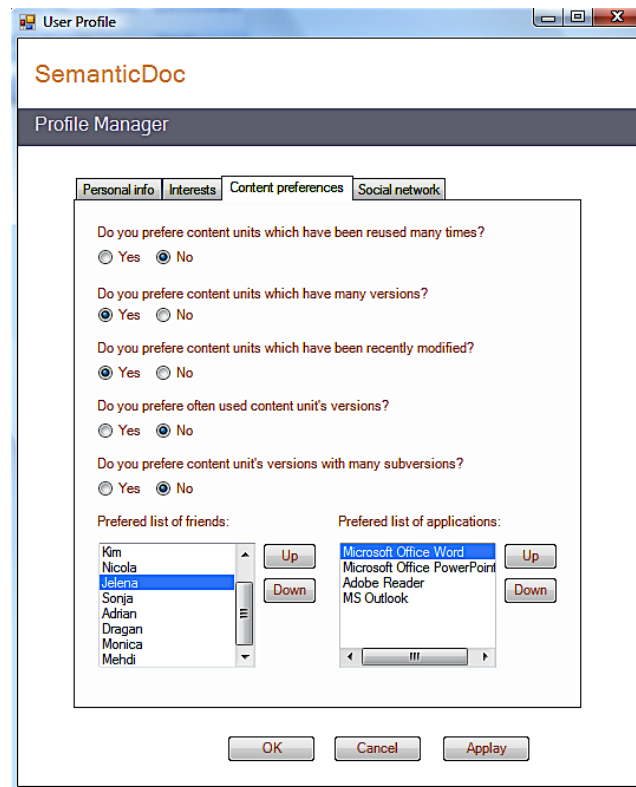 User Profile
SemanticDoc
Profile Manager
Personal info Interests Content preferences Social network
Do you prefere content units which have been reused many times?
Yes No
Do you prefere content units which have many versions?
Yes No
Do you prefere content units which have been recently modified?
Yes No
Do you prefere often used content unit's versions?
Yes No
Do you prefere content unit's versions with many subversions?
Yes No
Prefered list of friends:
Kim
Nicola
Jelena
Sonja
Adrian
Dragan
Monica
Mehdi
Up
Down
Prefered list of applications:
Microsoft Office Word
Microsoft Office PowerPoint
Adobe Reader
MS Outlook
Up
Down
OK Cancel Applay